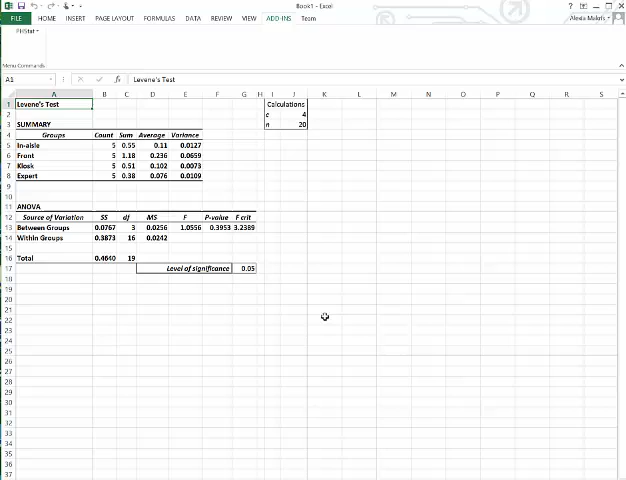 Book1 - Excel
FILE HOME INSERT PAGE LAYOUT FORMULAS DATA REVIEW VIEW ADD-INS Team
PHStat
Menu Commands
A1 fx Levene's Test
A B C D E F G H I J K L M N O P Q R S
1 Levene's Test Calculations
2 c 4
3 SUMMARY n 20
4 Groups Count Sum Average Variance
5 In-aisle 5 0.55 0.11 0.0127
6 Front 5 1.18 0.236 0.0659
7 Kiosk 5 0.51 0.102 0.0073
8 Expert 5 0.38 0.076 0.0109
9
10
11 ANOVA
12 Source of Variation SS df MS F P-value F crit
13 Between Groups 0.0767 3 0.0256 1.0556 0.3953 3.2389
14 Within Groups 0.3873 16 0.0242
15
16 Total 0.4640 19
17 Level of significance 0.05
18
19
20
21
22
23
24
25
26
27
28
29
30
31
32
33
34
35
36
37